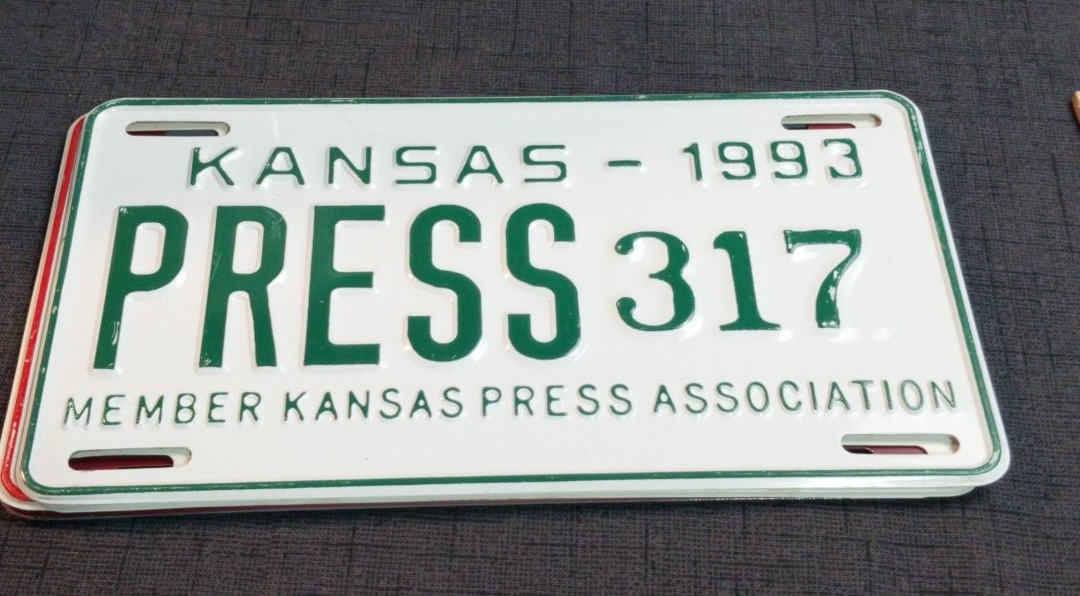 KANSAS - 1993
PRESS 317
MEMBER KANSAS PRESS ASSOCIATION